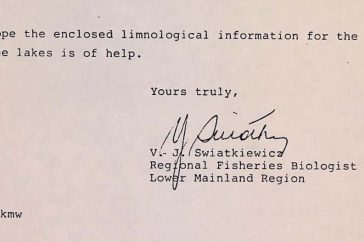 ope the enclosed limnological information for the
e lakes is of help.
Yours truly,
V. J. Swiatkiewicz
Regional Fisheries Biologist
Lower Mainland Region
kmw